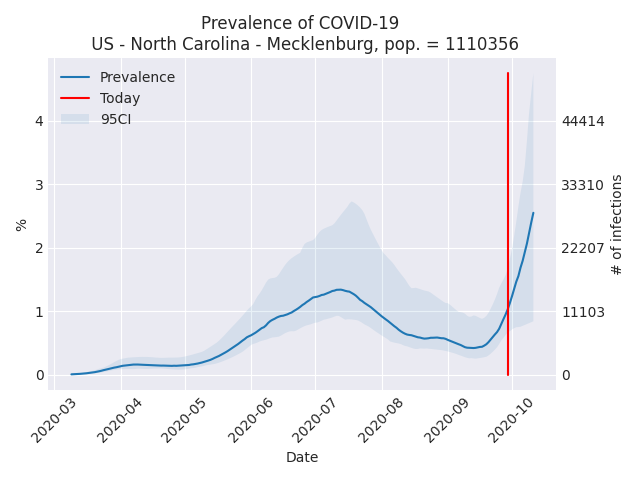 Prevalence of COVID-19
US - North Carolina - Mecklenburg, pop. = 1110356
Prevalence
Today
95CI
%
4
3
2
1
0
44414
33310
22207
11103
0
# of infections
2020-03
2020-04
2020-05
2020-06
2020-07
2020-08
2020-09
2020-10
Date